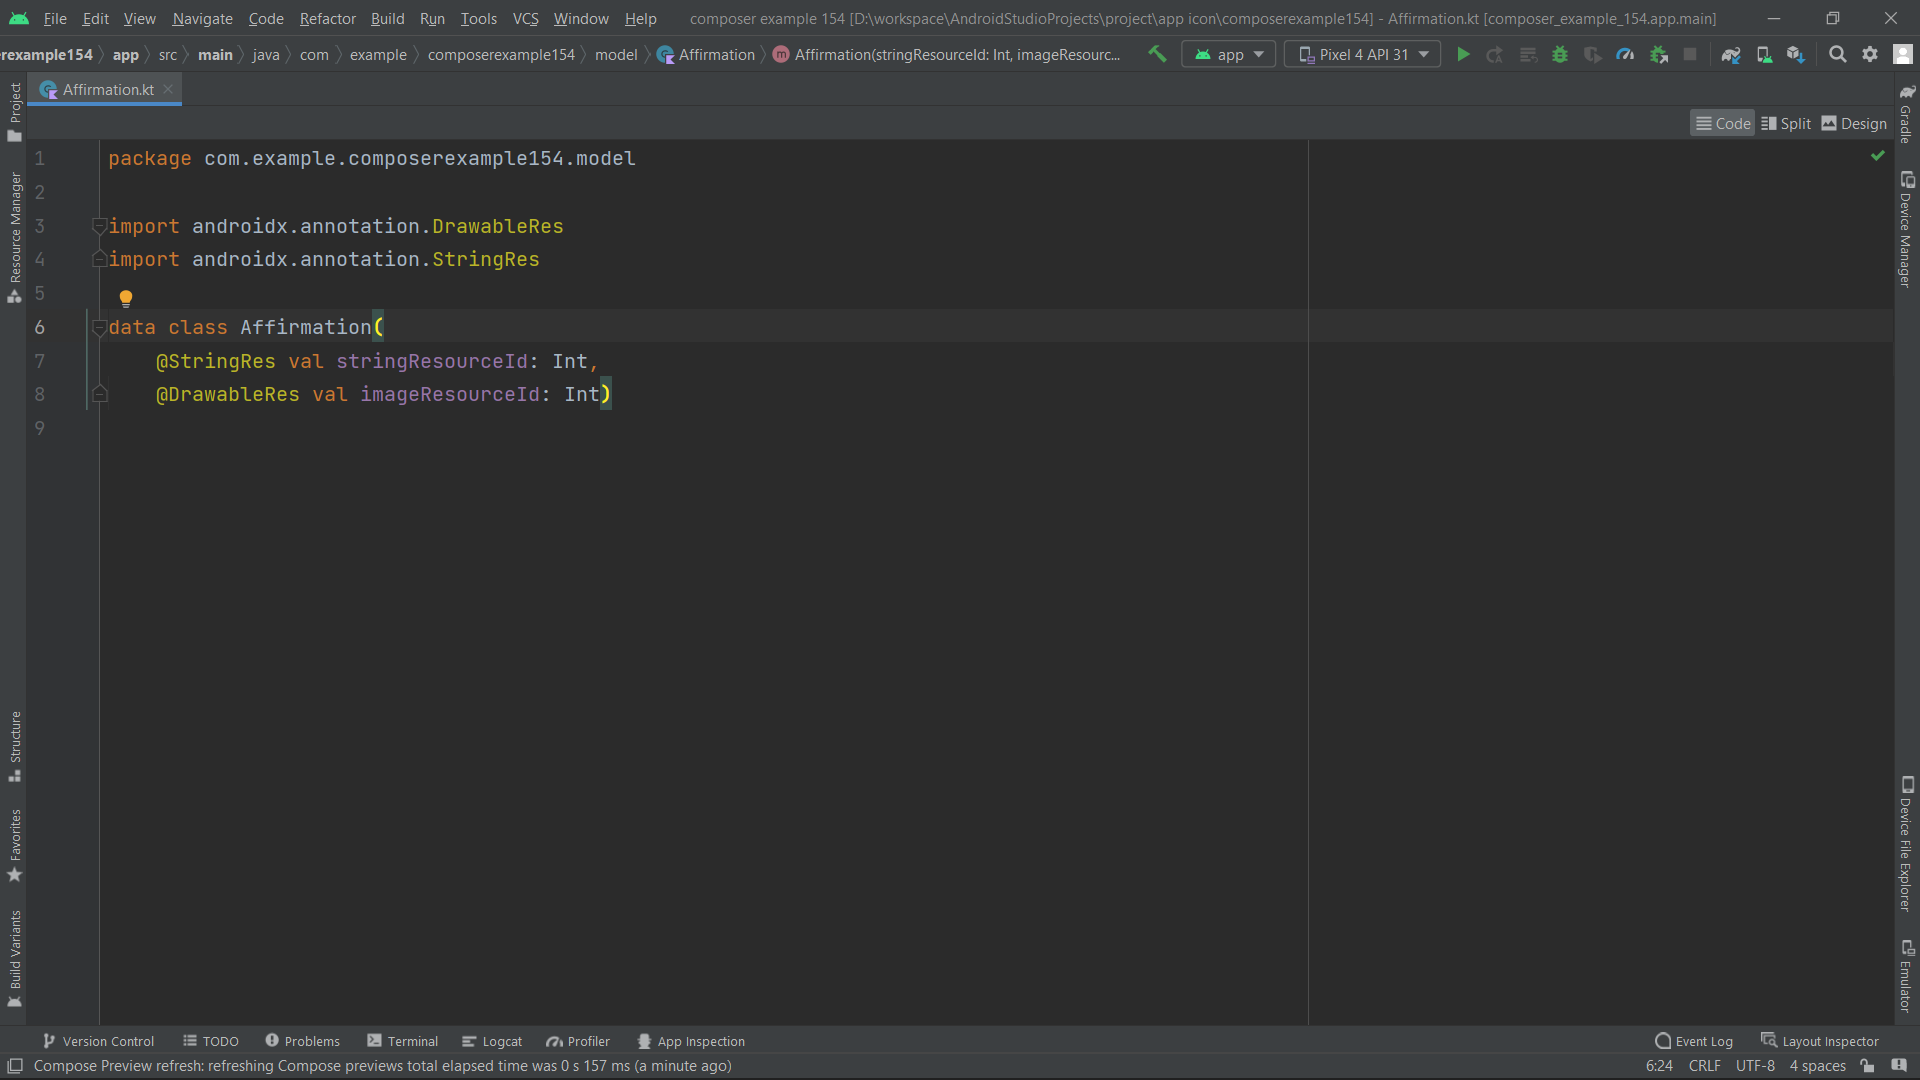 File Edit View Navigate Code Refactor Build Run Tools VCS Window Help composer example 154 [D:\workspace\AndroidStudioProjects\project\app icon\composerexample154] - Affirmation.kt [composer_example_154.app.main]
erexample154 app src main java com example composerexample154 model Affirmation m Affirmation(stringResourceId: Int, imageResourc... app Pixel 4 API 31
Project
Affirmation.kt
Code Split Design
Gradle
Resource Manager
Device Manager
1 package com.example.composerexample154.model
2
3 import androidx.annotation.DrawableRes
4 import androidx.annotation.StringRes
5
6 data class Affirmation(
7 @StringRes val stringResourceId: Int,
8 @DrawableRes val imageResourceId: Int)
9
Structure
Favorites
Build Variants
Device File Explorer
Emulator
Version Control TODO Problems Terminal Logcat Profiler App Inspection Event Log Layout Inspector
Compose Preview refresh: refreshing Compose previews total elapsed time was 0 s 157 ms (a minute ago) 6:24 CRLF UTF-8 4 spaces